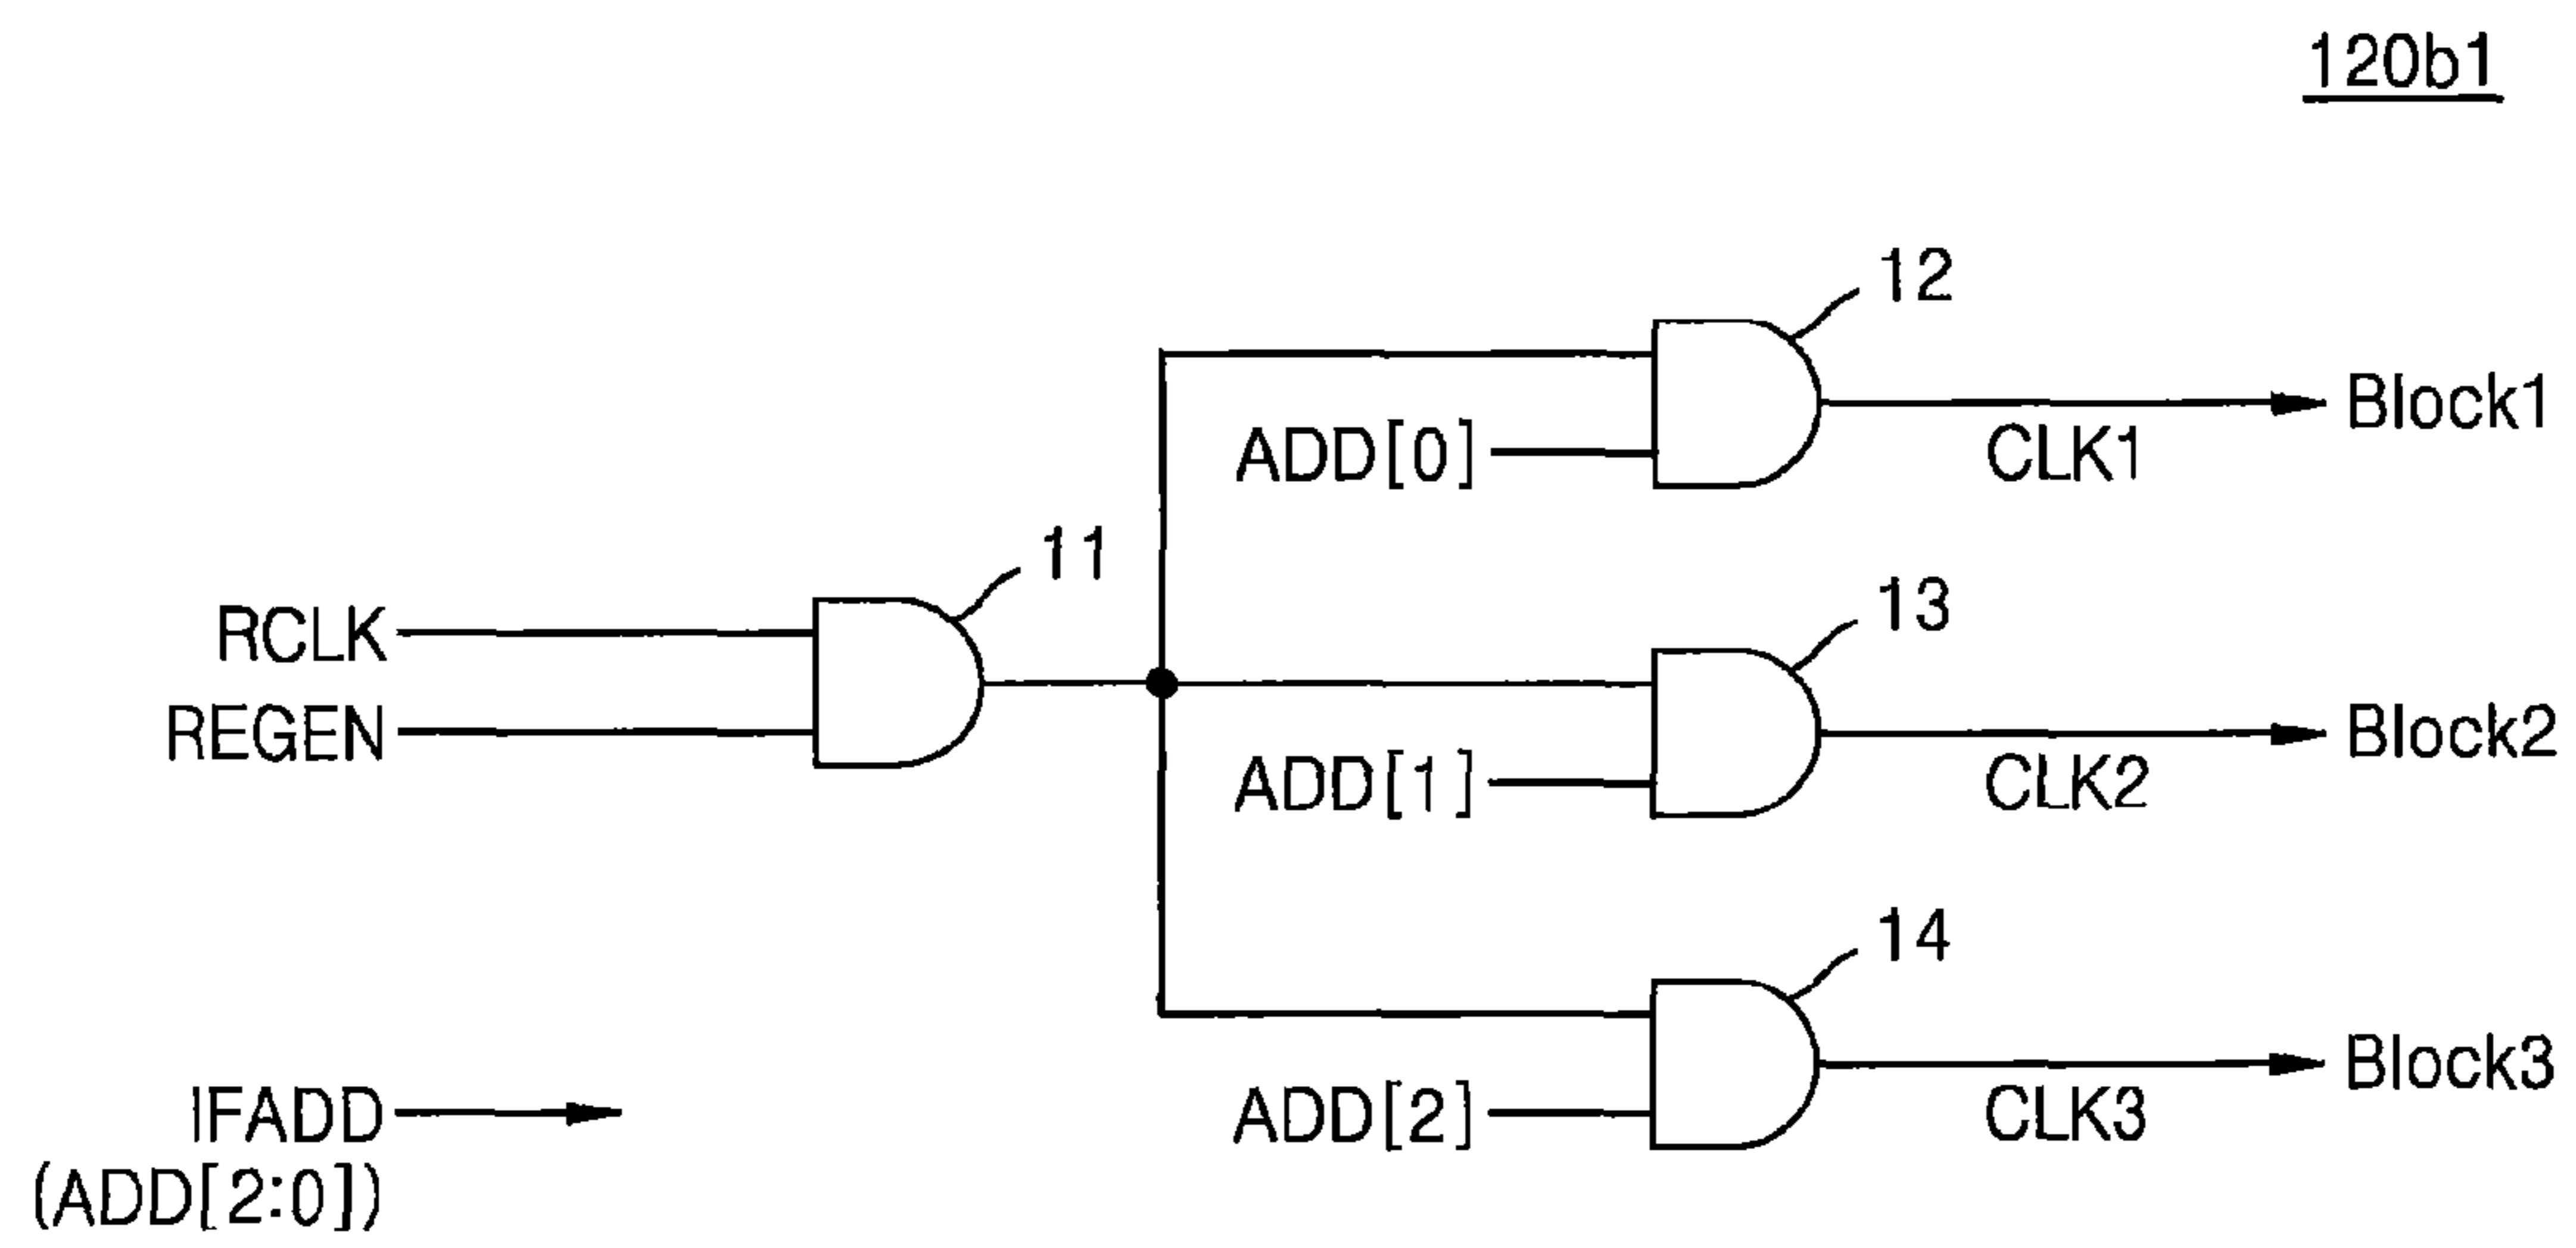 120b1
12
Block1
ADD[0]
CLK1
11
13
RCLK
REGEN
Block2
ADD[1]
CLK2
14
Block3
IFADD
ADD[2]
CLK3
(ADD[2:0])